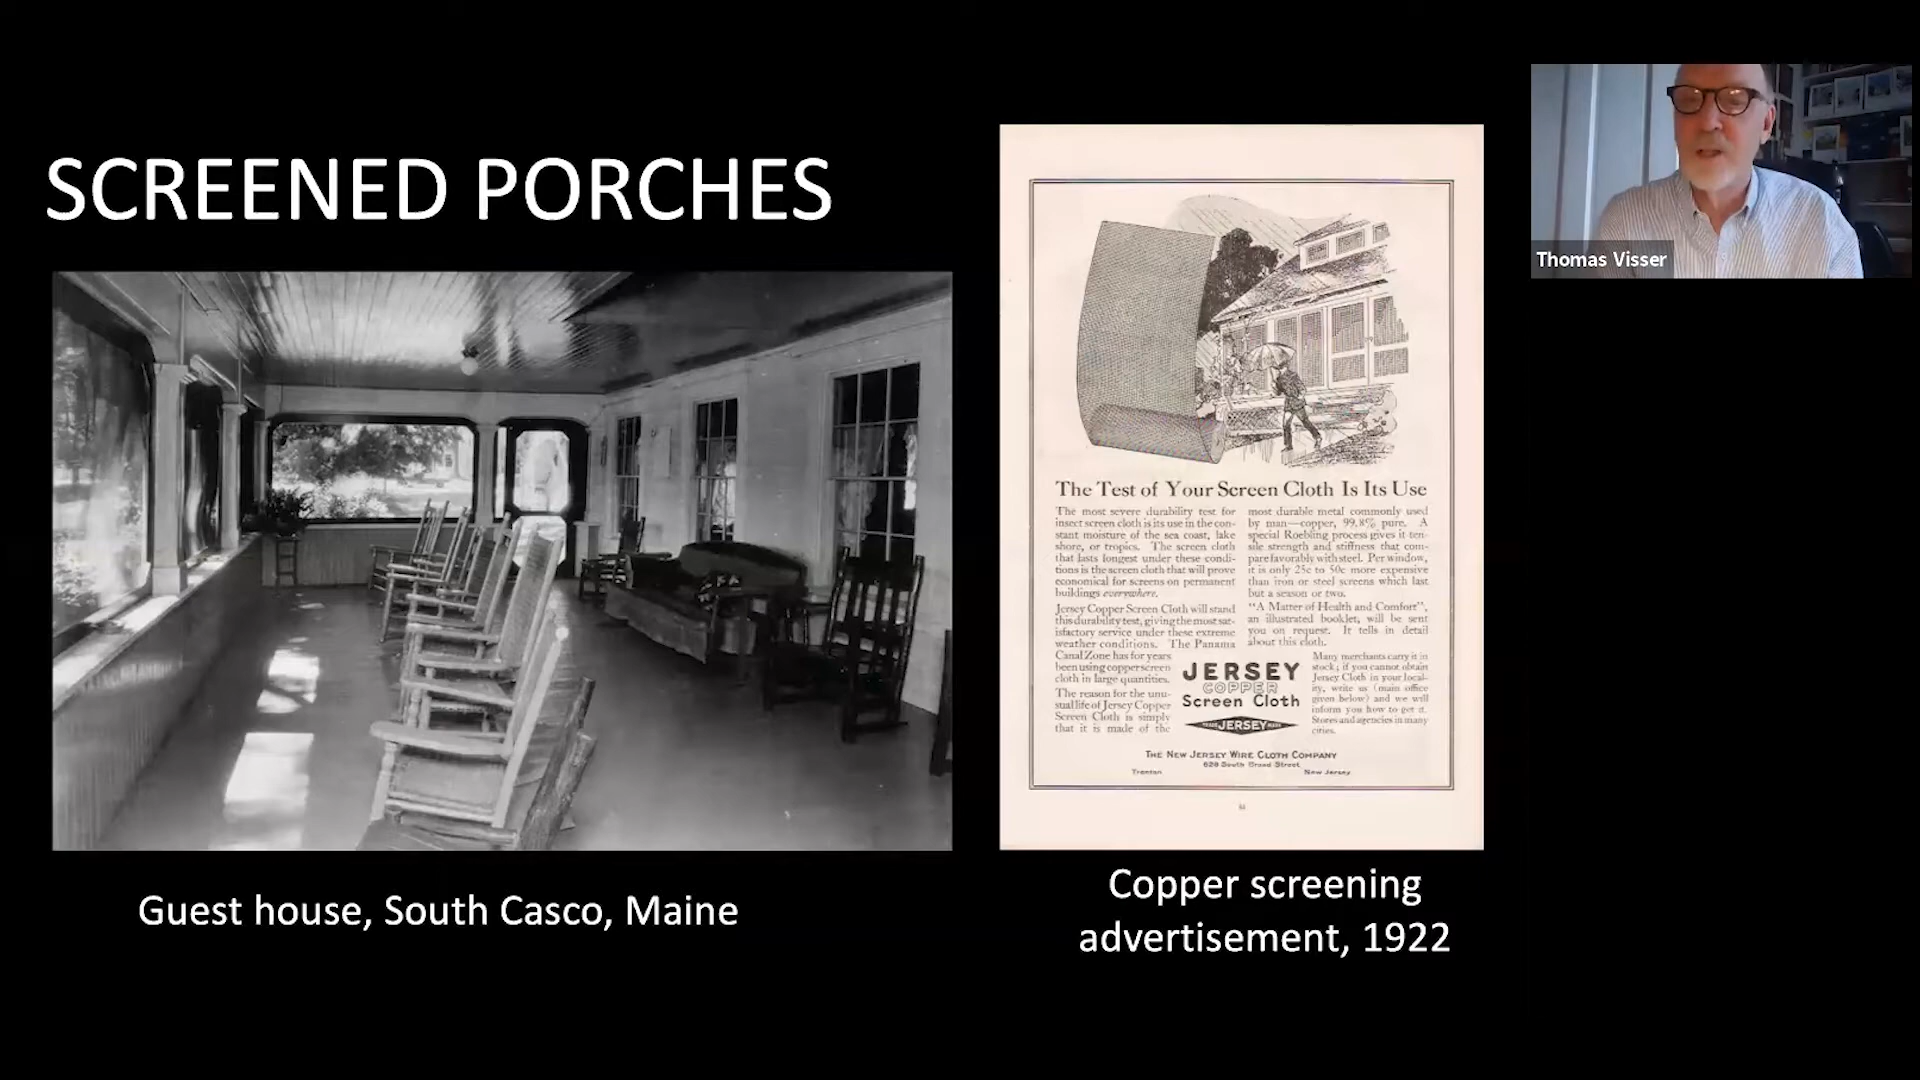 SCREENED PORCHES
Guest house, South Casco, Maine
The Test of Your Screen Cloth Is Its Use
The most severe durability test for
insect screen cloth is its use in the con-
stant moisture of the sea coast, lake
shore, or tropics. The screen cloth
that lasts longest under these condi-
tions is the screen cloth that will prove
economical for screens on permanent
buildings everywhere.
Jersey Copper Screen Cloth will stand
this durability test, giving the most sat-
isfactory service under these extreme
weather conditions. The Panama
Canal Zone has for years
been using copper screen
cloth in large quantities.
The reason for the unu-
sual life of Jersey Copper
Screen Cloth is simply
that it is made of the
most durable metal commonly used
by man—copper, 99.8% pure. A
special Roebling process gives it ten-
sile strength and stiffness that com-
pare favorably with steel. Per window,
it is only 25c to 50c more expensive
than iron or steel screens which last
but a season or two.
"A Matter of Health and Comfort",
an illustrated booklet, will be sent
you on request. It tells in detail
about this cloth.
Many merchants carry it in
stock; if you cannot obtain
Jersey Cloth in your local-
ity, write us (main office
given below) and we will
inform you how to get it.
Stores and agencies in many
cities.
JERSEY
COPPER
Screen Cloth
JERSEY
THE NEW JERSEY WIRE CLOTH COMPANY
628 South Broad Street
Trenton New Jersey
Copper screening
advertisement, 1922
Thomas Visser